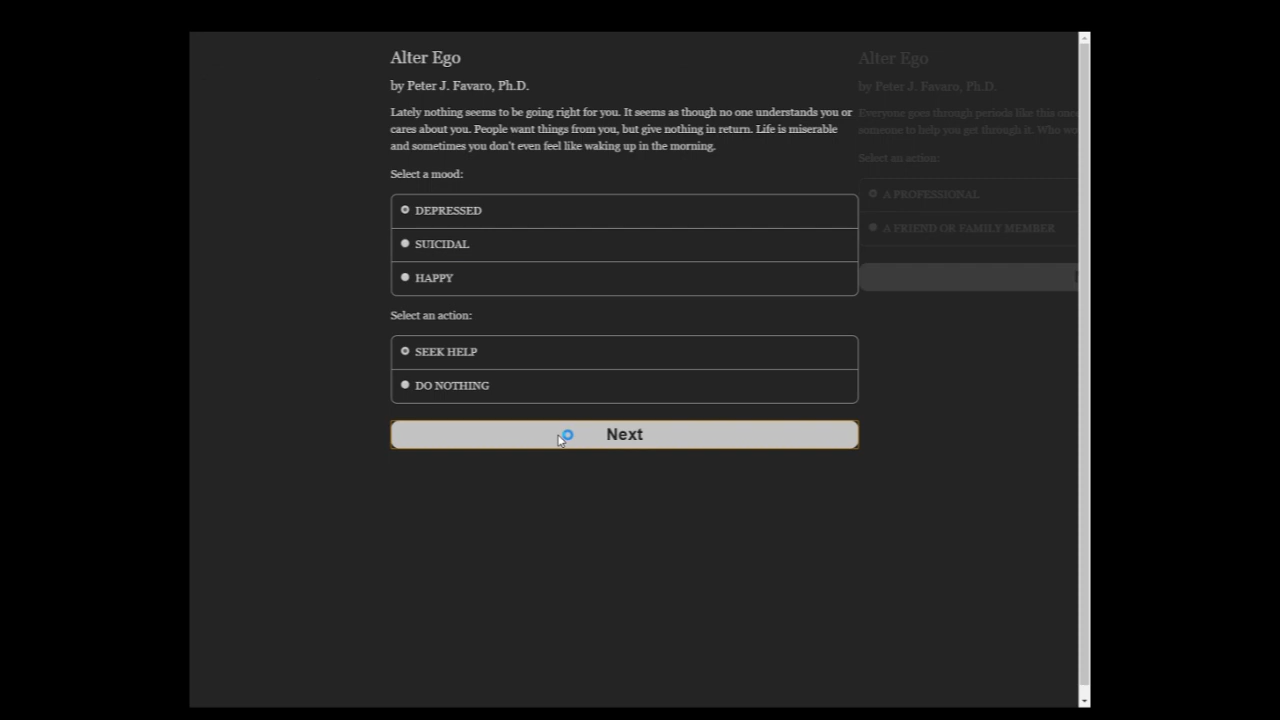 Alter Ego
by Peter J. Favaro, Ph.D.
Lately nothing seems to be going right for you. It seems as though no one understands you or
cares about you. People want things from you, but give nothing in return. Life is miserable
and sometimes you don't even feel like waking up in the morning.
Select a mood:
DEPRESSED
SUICIDAL
HAPPY
Select an action:
SEEK HELP
DO NOTHING
Next
Alter Ego
by Peter J. Favaro, Ph.D.
Everyone goes through periods like this
someone to help you get through it. Who
Select an action:
A PROFESSIONAL
A FRIEND OR FAMILY MEMBER